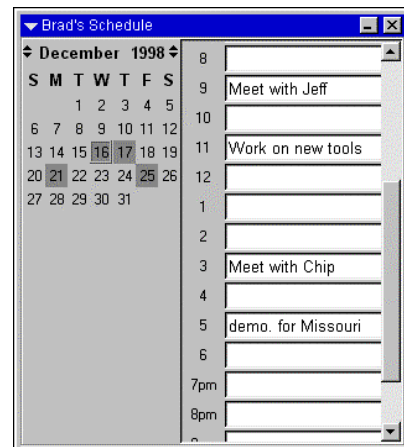 Brad's Schedule
December 1998
S M T W T F S
1 2 3 4 5
6 7 8 9 10 11 12
13 14 15 16 17 18 19
20 21 22 23 24 25 26
27 28 29 30 31
8
9 Meet with Jeff
10
11 Work on new tools
12
1
2
3 Meet with Chip
4
5 demo. for Missouri
6
7pm
8pm